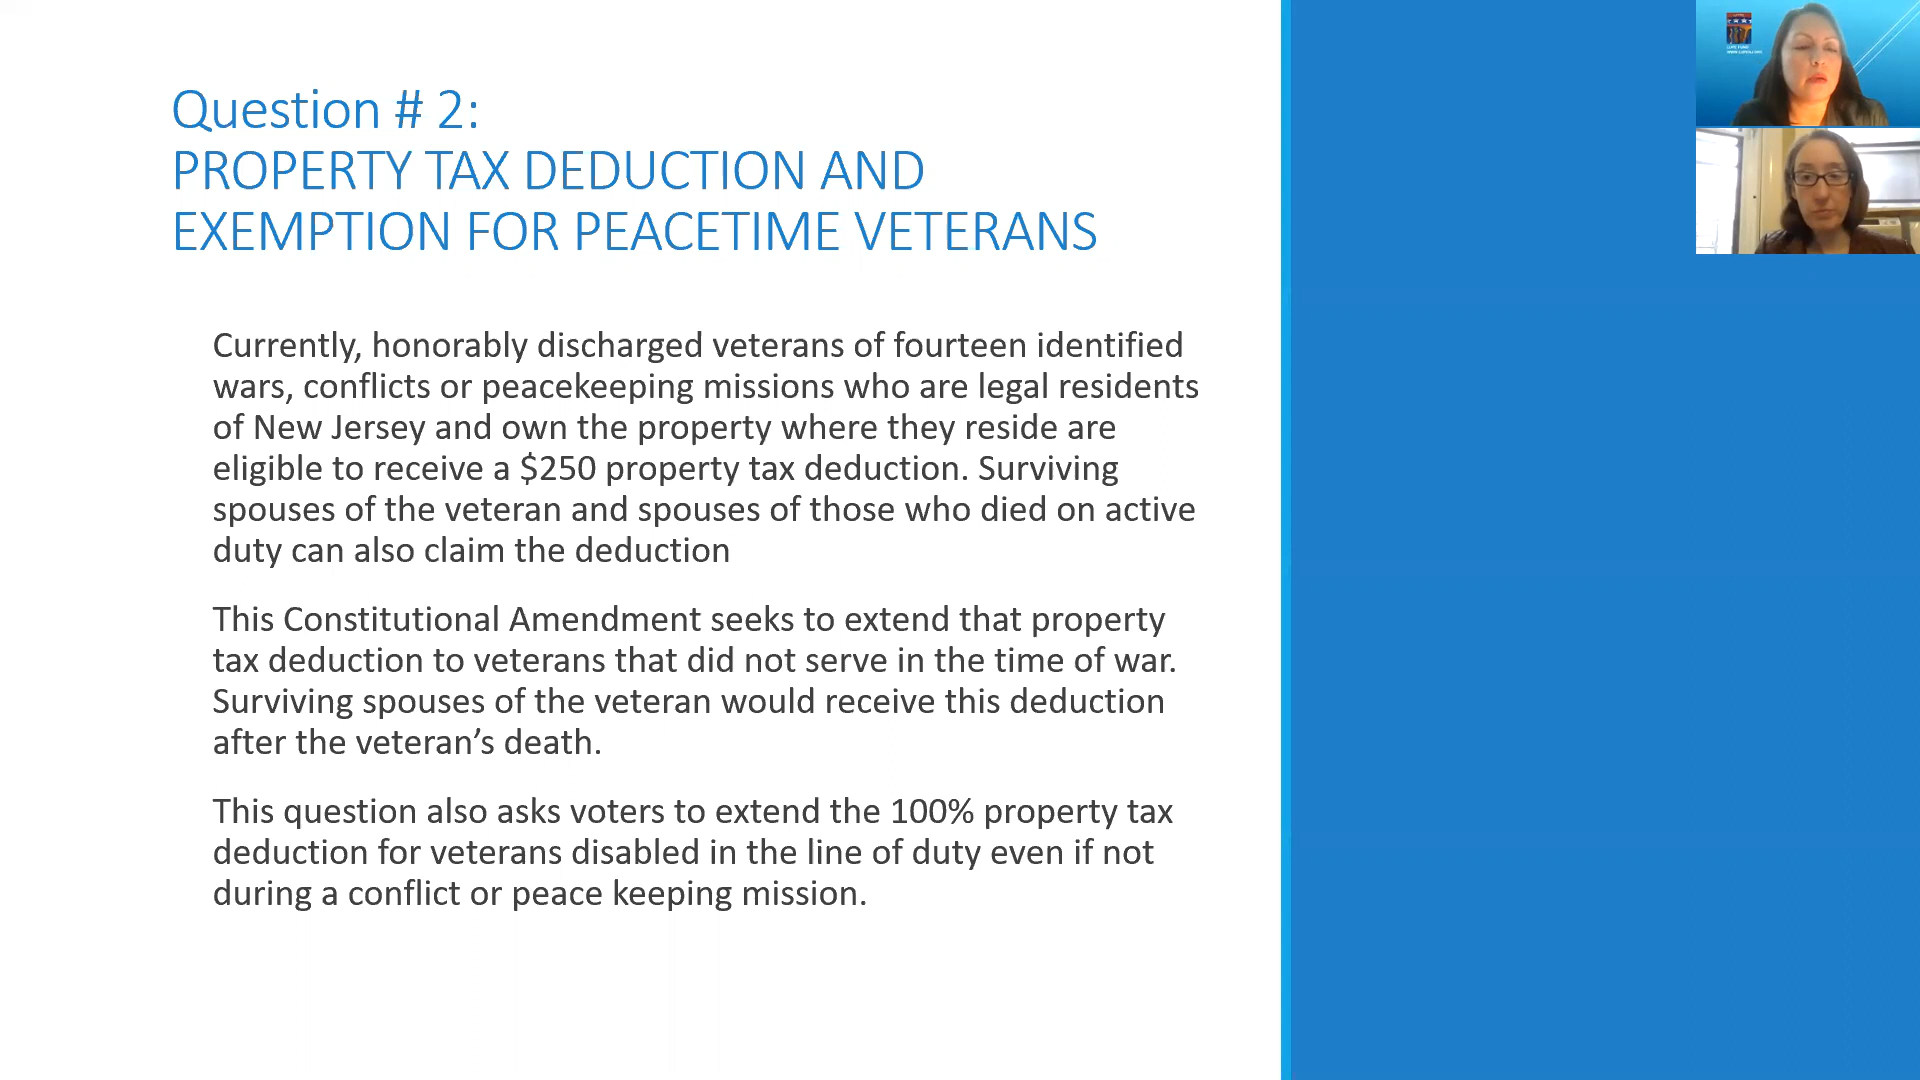 Question # 2:
PROPERTY TAX DEDUCTION AND
EXEMPTION FOR PEACETIME VETERANS
Currently, honorably discharged veterans of fourteen identified
wars, conflicts or peacekeeping missions who are legal residents
of New Jersey and own the property where they reside are
eligible to receive a $250 property tax deduction. Surviving
spouses of the veteran and spouses of those who died on active
duty can also claim the deduction
This Constitutional Amendment seeks to extend that property
tax deduction to veterans that did not serve in the time of war.
Surviving spouses of the veteran would receive this deduction
after the veteran’s death.
This question also asks voters to extend the 100% property tax
deduction for veterans disabled in the line of duty even if not
during a conflict or peace keeping mission.